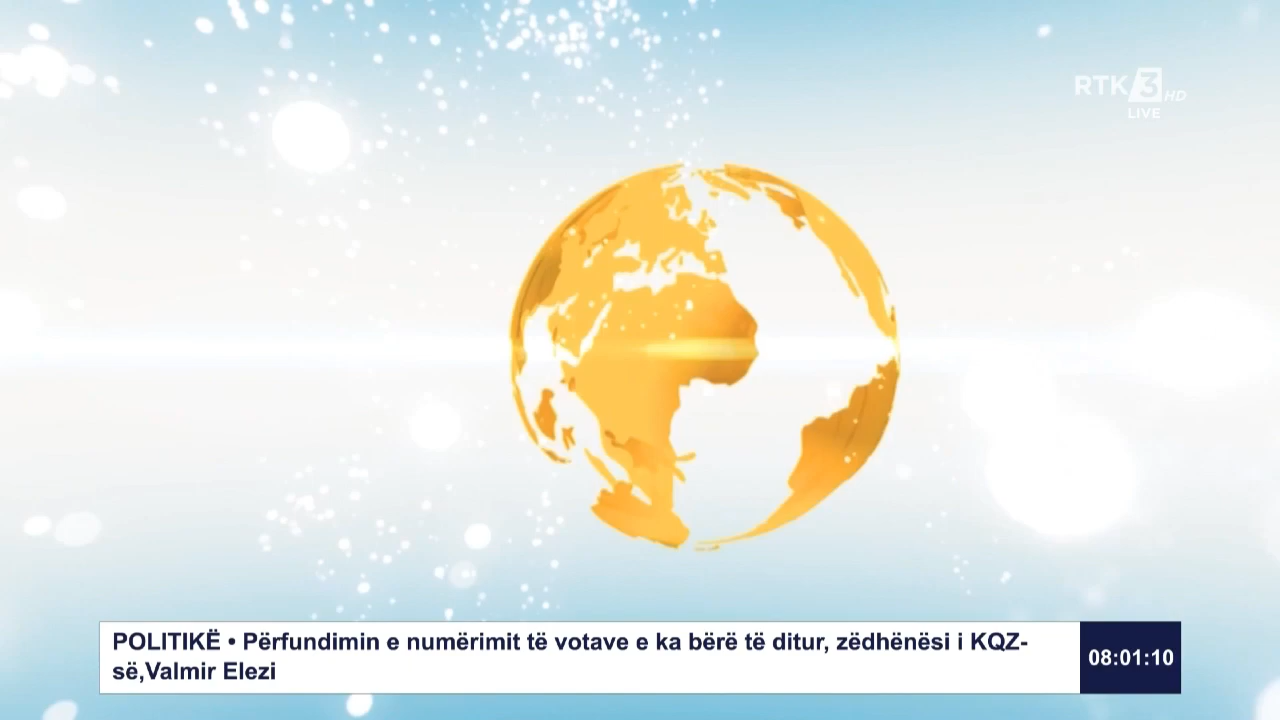 RTK 3 HD
LIVE
POLITIKË • Përfundimin e numërimit të votave e ka bërë të ditur, zëdhënësi i KQZ-
së,Valmir Elezi
08:01:10